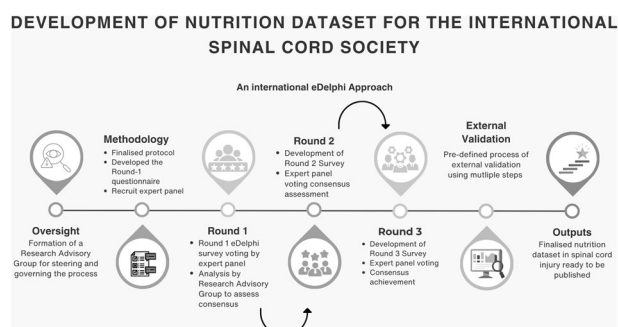 DEVELOPMENT OF NUTRITION DATASET FOR THE INTERNATIONAL
SPINAL CORD SOCIETY
An international eDelphi Approach
Methodology
• Finalised protocol
• Developed the
Round-1
questionnaire
• Recruit expert panel
Round 2
• Development of
Round 2 Survey
• Expert panel
voting consensus
assessment
External
Validation
Pre-defined process of
external validation
using mutliple steps
Oversight
Formation of a
Research Advisory
Group for steering and
governing the process
Round 1
• Round 1 eDelphi
survey voting by
expert panel
• Analysis by
Research Advisory
Group to assess
consensus
Round 3
• Development of
Round 3 Survey
• Expert panel voting
• Consensus
achievement
Outputs
Finalised nutrition
dataset in spinal cord
injury ready to be
published